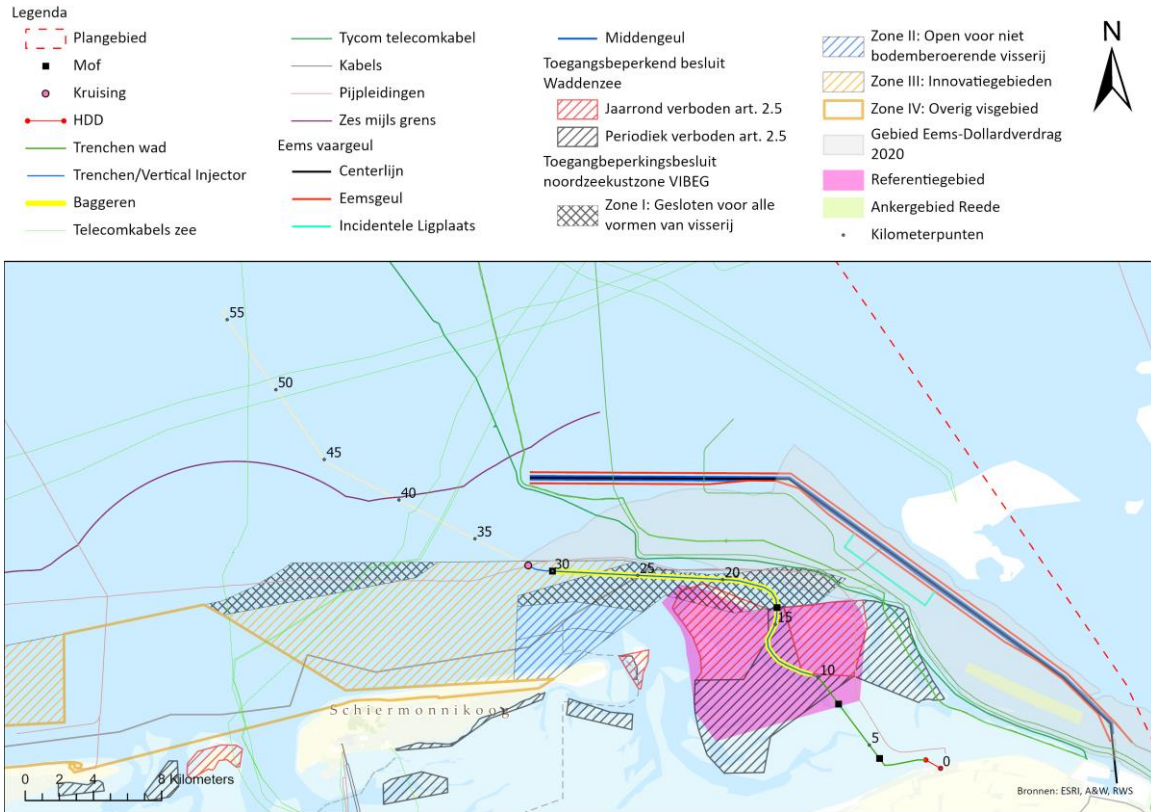 Legenda
Plangebied
Mof
Kruising
HDD
Trenchen wad
Trenchen/Vertical Injector
Baggeren
Telecomkabels zee
Tycom telecomkabel
Kabels
Pijpleidingen
Zes mijls grens
Eems vaargeul
Centerlijn
Eemsgeul
Incidentele Ligplaats
Middengeul
Toegangsbeperkend besluit
Waddenzee
Jaarrond verboden art. 2.5
Periodiek verboden art. 2.5
Toegangbeperkingsbesluit
noordzeekustzone VIBEG
Zone I: Gesloten voor alle
vormen van visserij
Zone II: Open voor niet
bodemberoerende visserij
Zone III: Innovatiegebieden
Zone IV: Overig visgebied
Gebied Eems-Dollardverdrag
2020
Referentiegebied
Ankergebied Reede
Kilometerpunten
N
55
50
45
40
35
30
25
20
15
10
5
0
Schiermonnikoog
0 2 4 8 Kilometers
Bronnen: ESRI, A&W, RWS